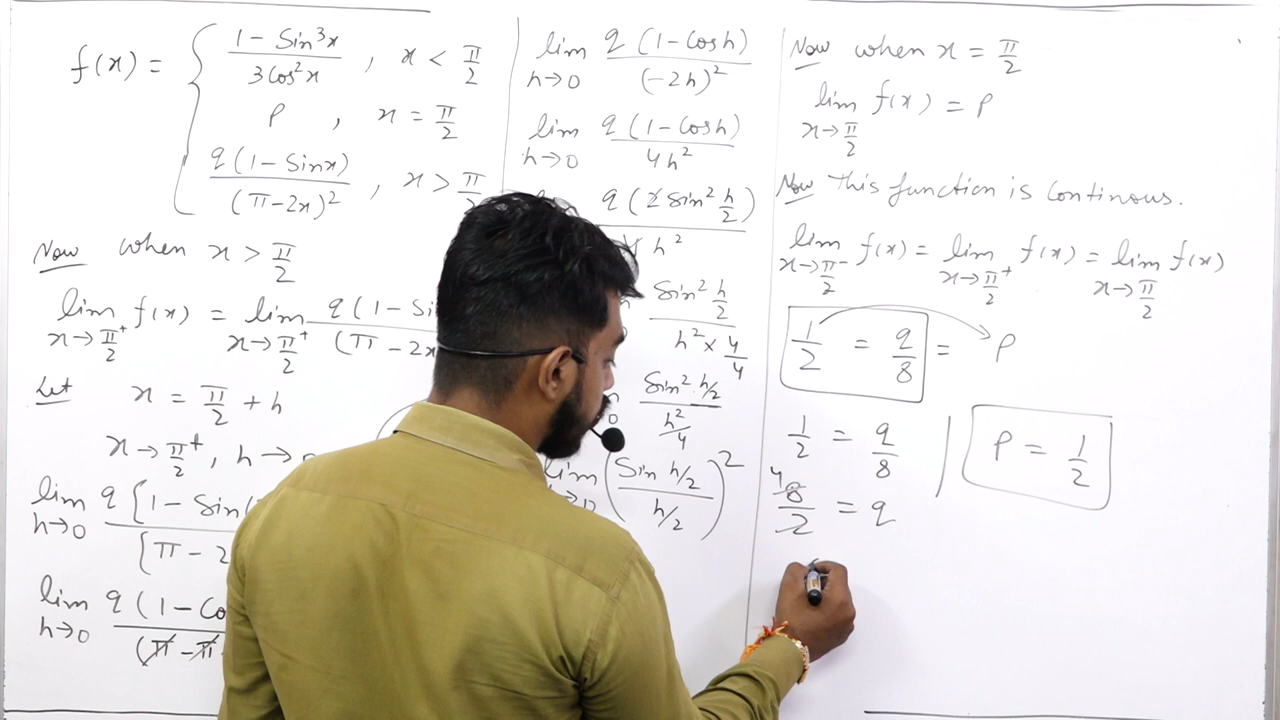 f(x) = { (1 - Sin³x)/(3 Cos²x) , x < π/2
P , x = π/2
q(1 - Sinx)/(π-2x)² , x > π
Now when x > π/2
lim x→π/2⁺ f(x) = lim x→π/2⁺ q(1 - Si / (π - 2x
Let x = π/2 + h
x → π/2⁺, h →
lim h→0 q{1 - Sin( / {π - 2
lim h→0 q(1 - Co / (π - π
lim h→0 q(1 - Cosh)/(-2h)²
lim h→0 q(1 - Cosh)/4h²
q(2 Sin² h/2) / h²
Sin² h/2 / h² × 4/4
Sin² h/2 / h²/4
lim (Sin h/2 / h/2)²
Now when x = π/2
lim x→π/2 f(x) = P
Now This function is Continous.
lim x→π/2⁻ f(x) = lim x→π/2⁺ f(x) = lim x→π/2 f(x)
1/2 = q/8 = P
1/2 = q/8 | P = 1/2
4 8/2 = q